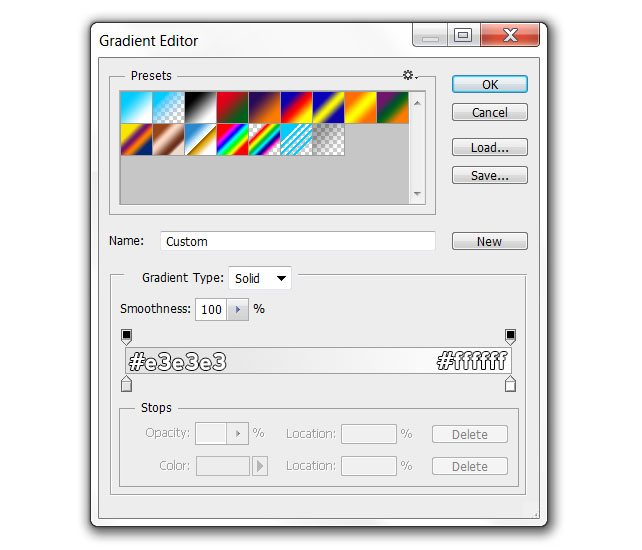 Gradient Editor
Presets
OK
Cancel
Load...
Save...
Name: Custom
New
Gradient Type: Solid
Smoothness: 100 %
#e3e3e3 #ffffff
Stops
Opacity: % Location: % Delete
Color: Location: % Delete